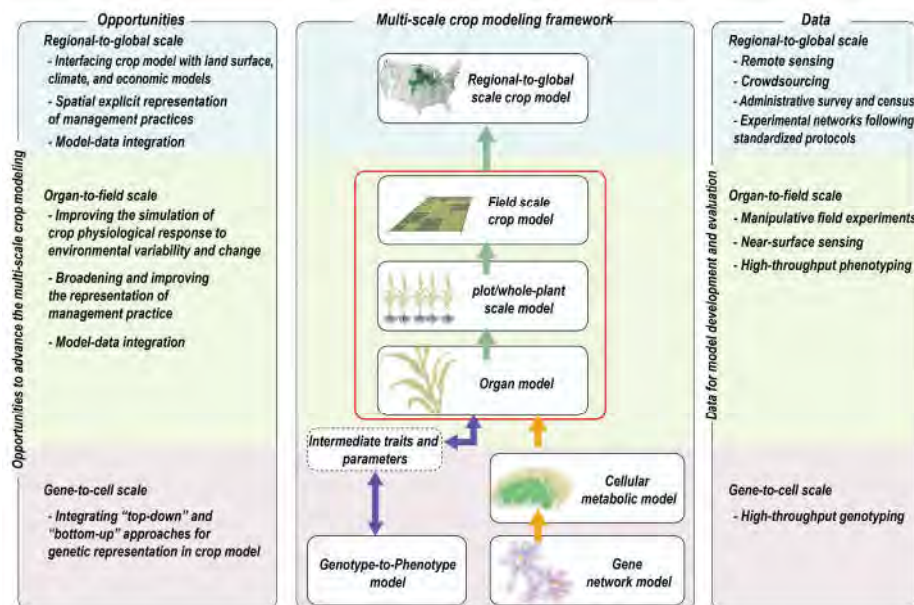 Opportunities
Opportunities to advance the multi-scale crop modeling
Regional-to-global scale
- Interfacing crop model with land surface,
climate, and economic models
- Spatial explicit representation
of management practices
- Model-data integration
Organ-to-field scale
- Improving the simulation of
crop physiological response to
environmental variability and change
- Broadening and improving
the representation of
management practice
- Model-data integration
Gene-to-cell scale
- Integrating “top-down” and
“bottom-up” approaches for
genetic representation in crop model
Multi-scale crop modeling framework
Regional-to-global
scale crop model
Field scale
crop model
plot/whole-plant
scale model
Organ model
Intermediate traits and
parameters
Cellular
metabolic model
Genotype-to-Phenotype
model
Gene
network model
Data
Data for model development and evaluation
Regional-to-global scale
- Remote sensing
- Crowdsourcing
- Administrative survey and census
- Experimental networks following
standardized protocols
Organ-to-field scale
- Manipulative field experiments
- Near-surface sensing
- High-throughput phenotyping
Gene-to-cell scale
- High-throughput genotyping